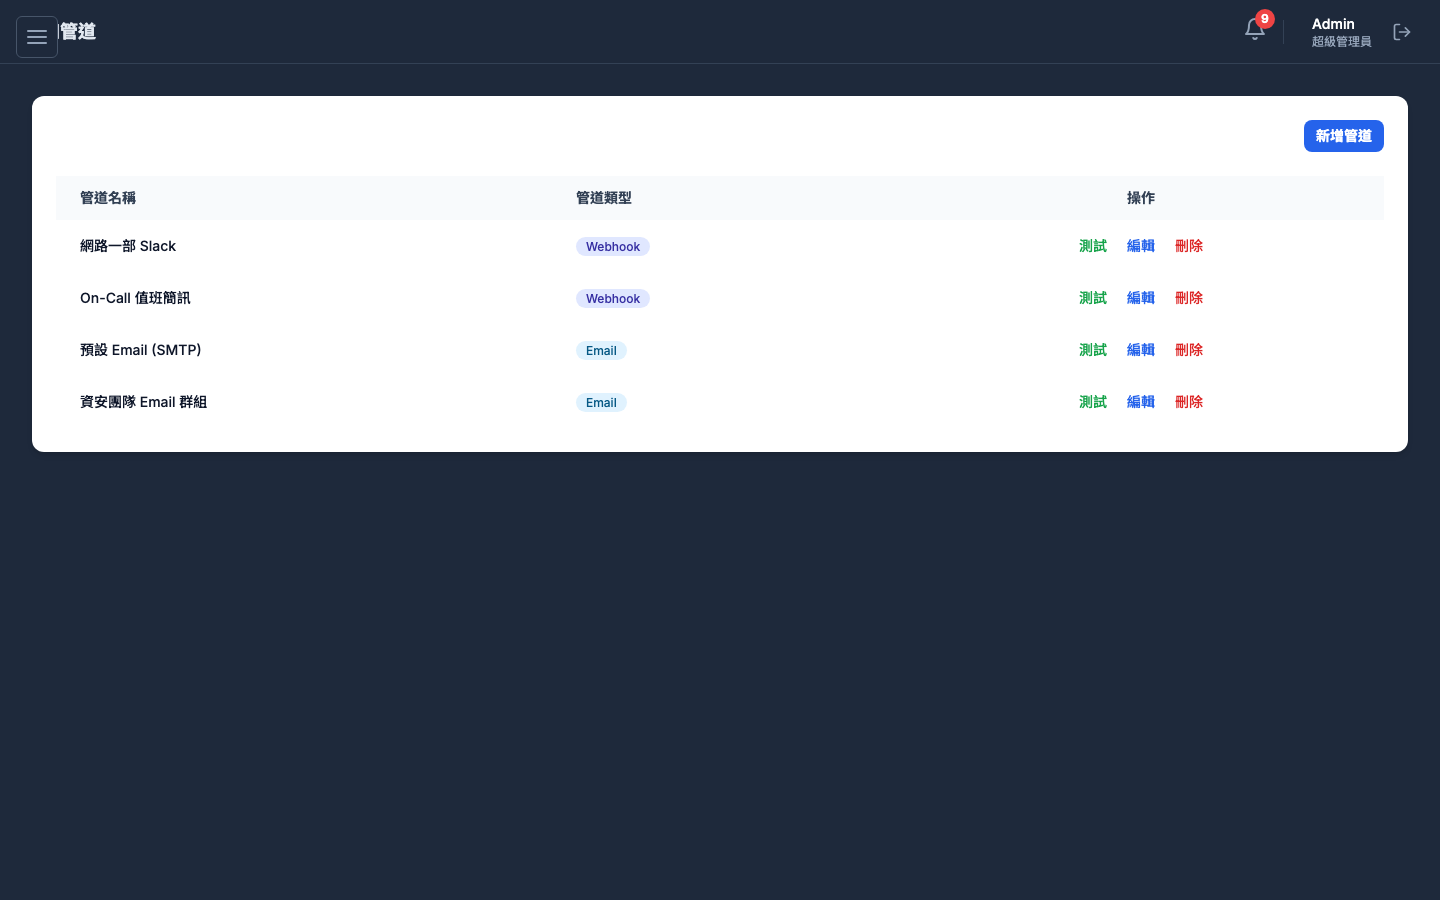 管道
9
Admin
超級管理員
新增管道
管道名稱 管道類型 操作
網路一部 Slack Webhook 測試 編輯 刪除
On-Call 值班簡訊 Webhook 測試 編輯 刪除
預設 Email (SMTP) Email 測試 編輯 刪除
資安團隊 Email 群組 Email 測試 編輯 刪除